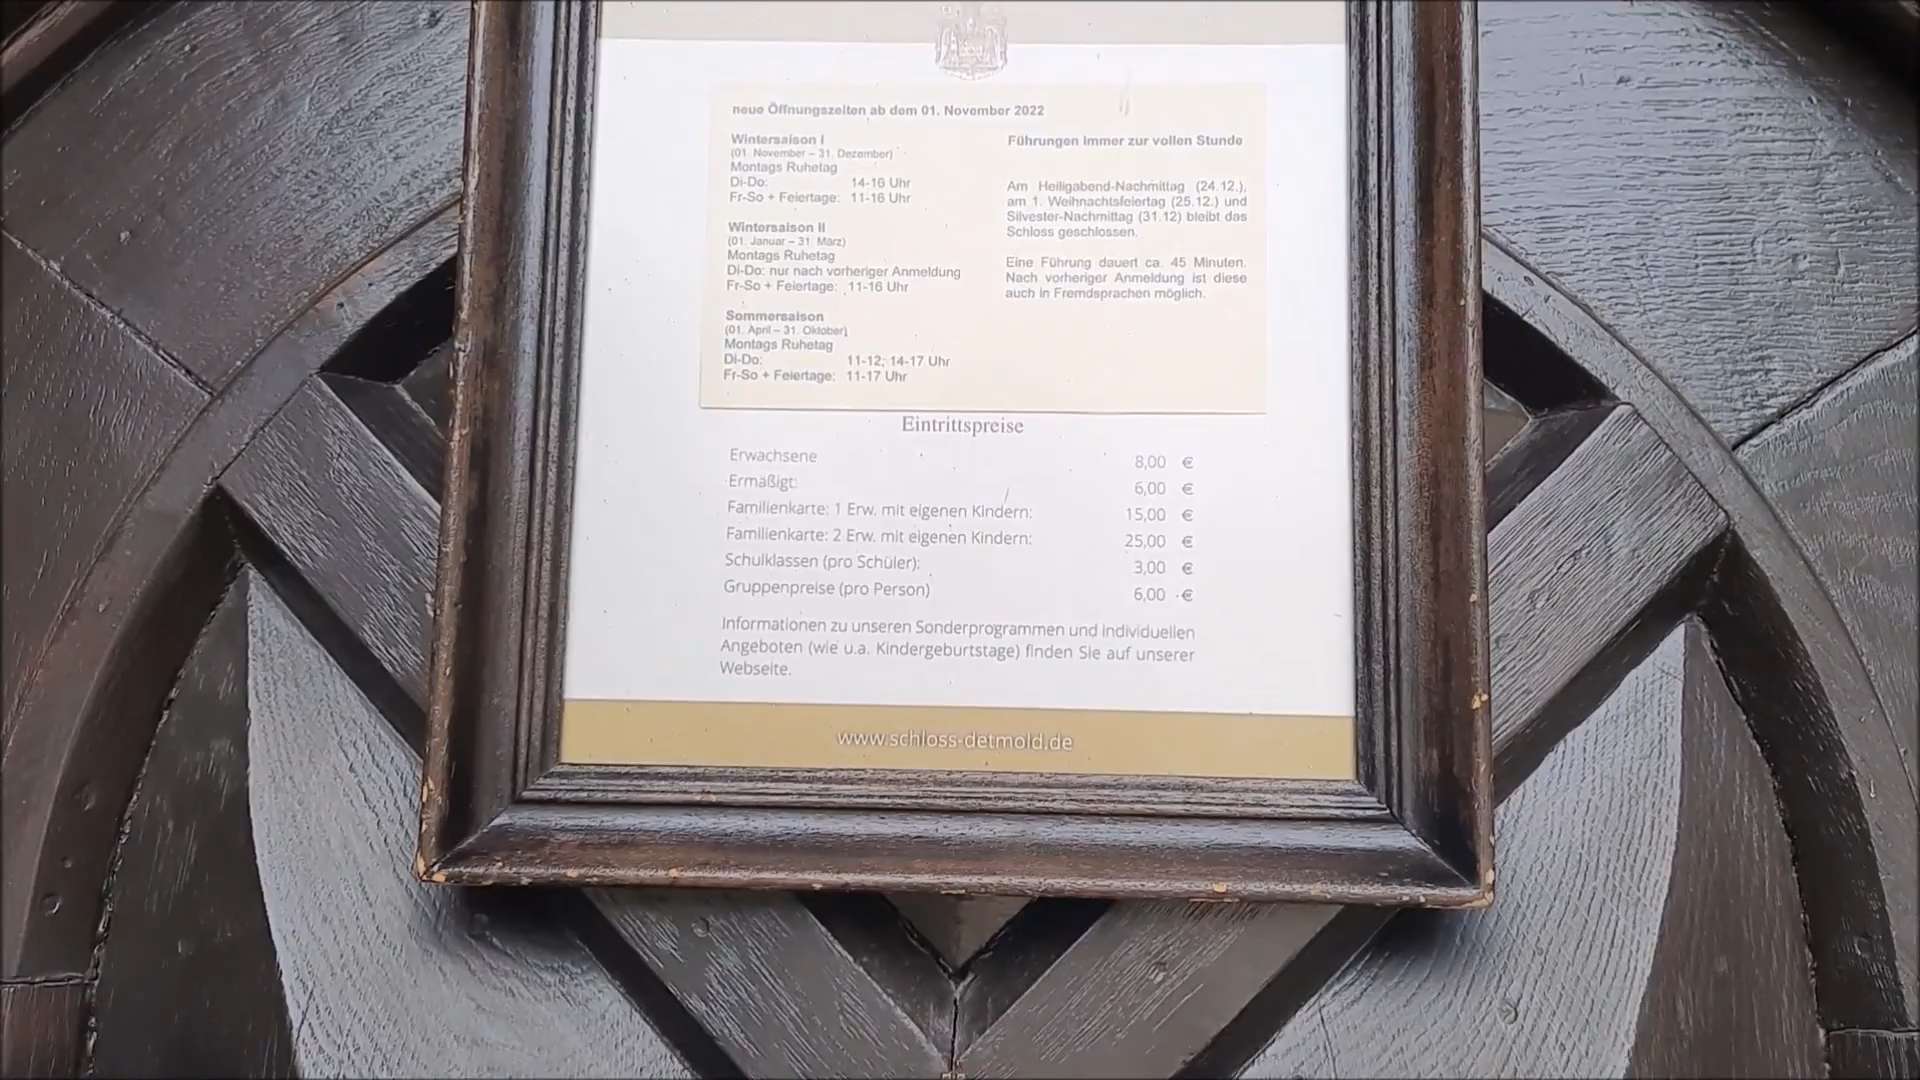 neue Öffnungszeiten ab dem 01. November 2022
Wintersaison I
(01. November – 31. Dezember)
Montags Ruhetag
Di-Do: 14-16 Uhr
Fr-So + Feiertage: 11-16 Uhr
Wintersaison II
(01. Januar – 31. März)
Montags Ruhetag
Di-Do: nur nach vorheriger Anmeldung
Fr-So + Feiertage: 11-16 Uhr
Sommersaison
(01. April – 31. Oktober)
Montags Ruhetag
Di-Do: 11-12; 14-17 Uhr
Fr-So + Feiertage: 11-17 Uhr
Führungen immer zur vollen Stunde
Am Heiligabend-Nachmittag (24.12.),
am 1. Weihnachtsfeiertag (25.12.) und
Silvester-Nachmittag (31.12) bleibt das
Schloss geschlossen.
Eine Führung dauert ca. 45 Minuten.
Nach vorheriger Anmeldung ist diese
auch in Fremdsprachen möglich.
Eintrittspreise
Erwachsene 8,00 €
Ermäßigt: 6,00 €
Familienkarte: 1 Erw. mit eigenen Kindern: 15,00 €
Familienkarte: 2 Erw. mit eigenen Kindern: 25,00 €
Schulklassen (pro Schüler): 3,00 €
Gruppenpreise (pro Person) 6,00 €
Informationen zu unseren Sonderprogrammen und individuellen
Angeboten (wie u.a. Kindergeburtstage) finden Sie auf unserer
Webseite.
www.schloss-detmold.de